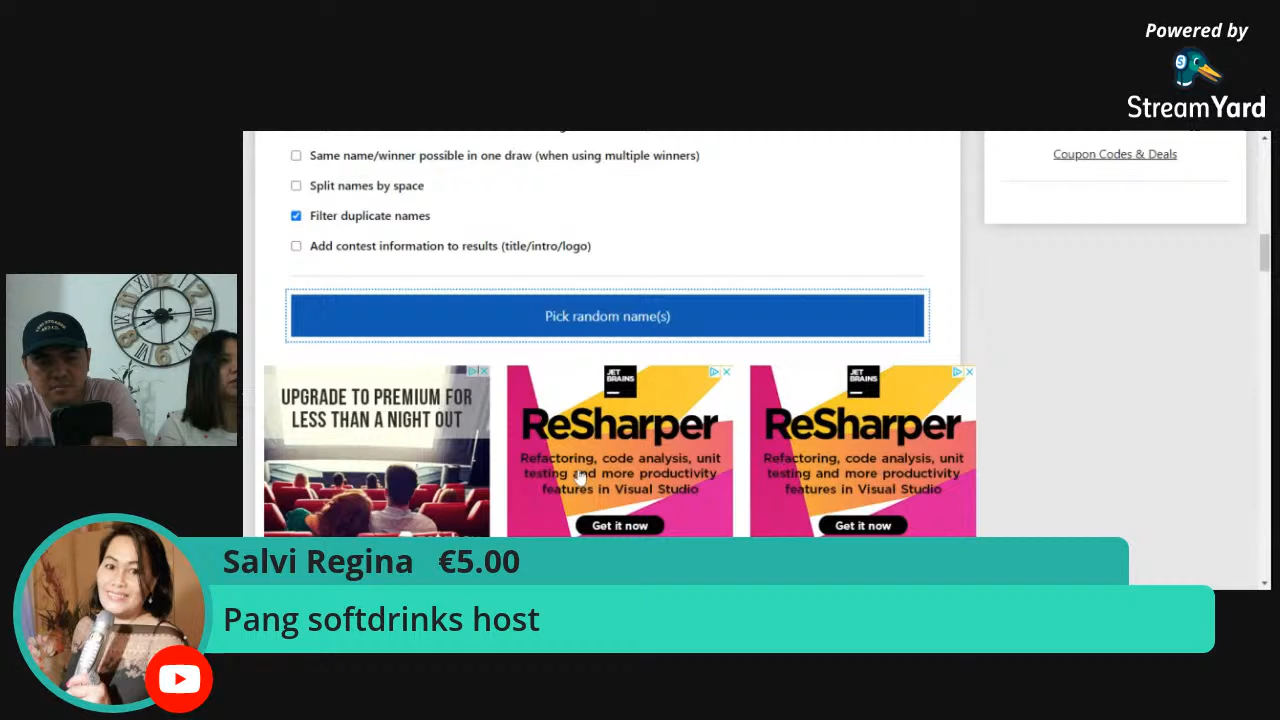 Powered by
StreamYard
Coupon Codes & Deals
Same name/winner possible in one draw (when using multiple winners)
Split names by space
Filter duplicate names
Add contest information to results (title/intro/logo)
Pick random name(s)
UPGRADE TO PREMIUM FOR
LESS THAN A NIGHT OUT
JET
BRAINS
ReSharper
Refactoring, code analysis, unit
testing and more productivity
features in Visual Studio
Get it now
JET
BRAINS
ReSharper
Refactoring, code analysis, unit
testing and more productivity
features in Visual Studio
Get it now
Salvi Regina €5.00
Pang softdrinks host